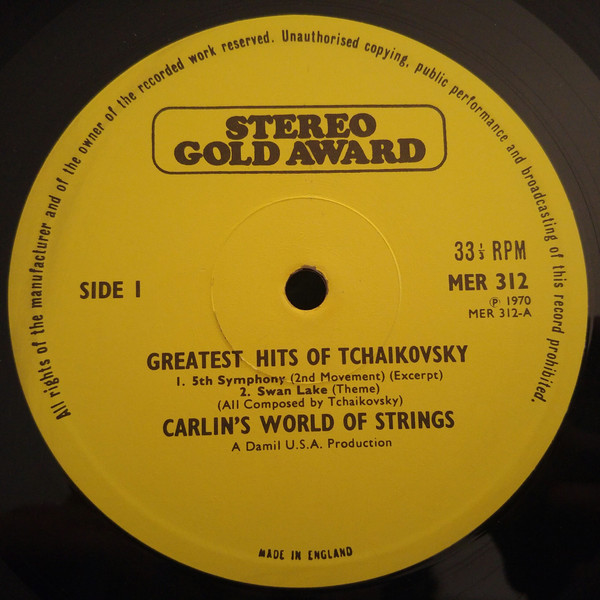 All rights of the manufacturer and of the owner of the recorded work reserved. Unauthorised copying, public performance and broadcasting of this record prohibited.
STEREO
GOLD AWARD
33⅓ RPM
SIDE 1
MER 312
℗ 1970
MER 312-A
GREATEST HITS OF TCHAIKOVSKY
1. 5th Symphony (2nd Movement) (Excerpt)
2. Swan Lake (Theme)
(All Composed by Tchaikovsky)
CARLIN'S WORLD OF STRINGS
A Damil U.S.A. Production
MADE IN ENGLAND